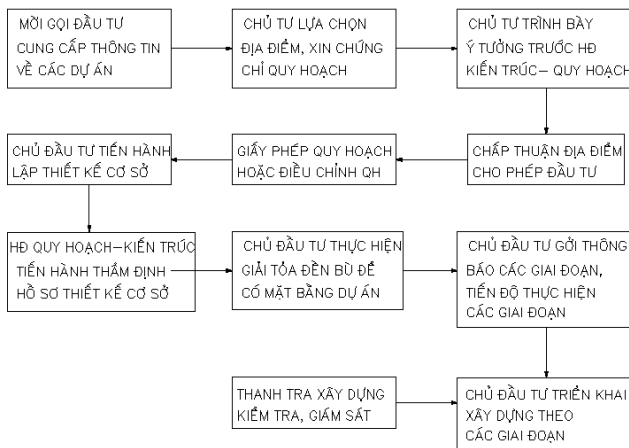 MỜI GỌI ĐẦU TƯ
CUNG CẤP THÔNG TIN
VỀ CÁC DỰ ÁN
CHỦ TƯ LỰA CHỌN
ĐỊA ĐIỂM, XIN CHỨNG
CHỈ QUY HOẠCH
CHỦ TƯ TRÌNH BÀY
Ý TƯỞNG TRƯỚC HĐ
KIẾN TRÚC– QUY HOẠCH
CHẤP THUẬN ĐỊA ĐIỂM
CHO PHÉP ĐẦU TƯ
GIẤY PHÉP QUY HOẠCH
HOẶC ĐIỀU CHỈNH QH
CHỦ ĐẦU TƯ TIẾN HÀNH
LẬP THIẾT KẾ CƠ SỞ
HĐ QUY HOẠCH–KIẾN TRÚC
TIẾN HÀNH THẨM ĐỊNH
HỒ SƠ THIẾT KẾ CƠ SỞ
CHỦ ĐẦU TƯ THỰC HIỆN
GIẢI TỎA ĐỀN BÙ ĐỂ
CÓ MẶT BẰNG DỰ ÁN
CHỦ ĐẦU TƯ GỞI THÔNG
BÁO CÁC GIAI ĐOẠN,
TIẾN ĐỘ THỰC HIỆN
CÁC GIAI ĐOẠN
THANH TRA XÂY DỰNG
KIỂM TRA, GIÁM SÁT
CHỦ ĐẦU TƯ TRIỂN KHAI
XÂY DỰNG THEO
CÁC GIAI ĐOẠN